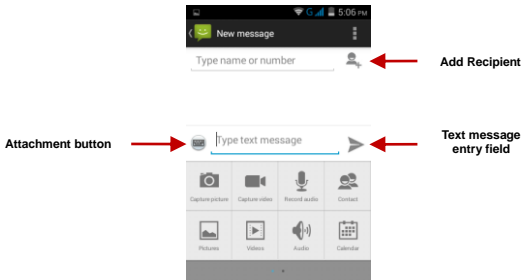 G 5:06 PM
New message
Type name or number
Add Recipient
Attachment button
Type text message
Text message
entry field
Capture picture
Capture video
Record audio
Contact
Pictures
Videos
Audio
Calendar